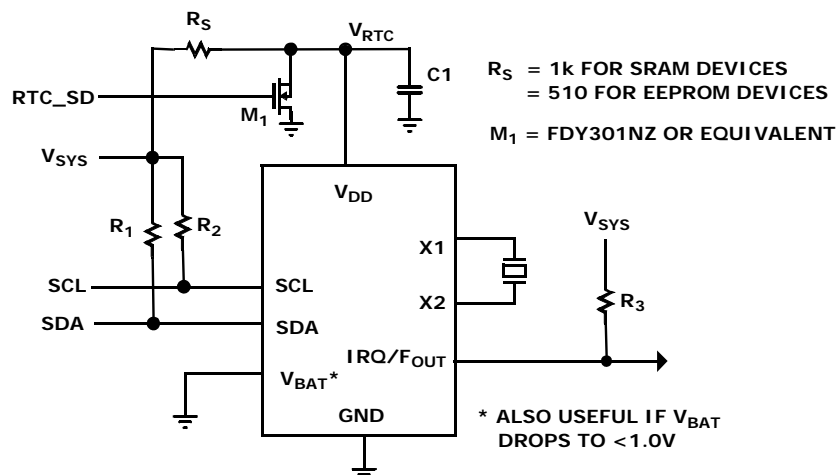 R_S
V_RTC
C1
R_S = 1k FOR SRAM DEVICES
= 510 FOR EEPROM DEVICES
RTC_SD
M_1
M_1 = FDY301NZ OR EQUIVALENT
V_SYS
V_DD
R_1
R_2
V_SYS
X1
SCL
SCL
X2
R_3
SDA
SDA
IRQ/F_OUT
V_BAT*
GND
* ALSO USEFUL IF V_BAT
DROPS TO <1.0V